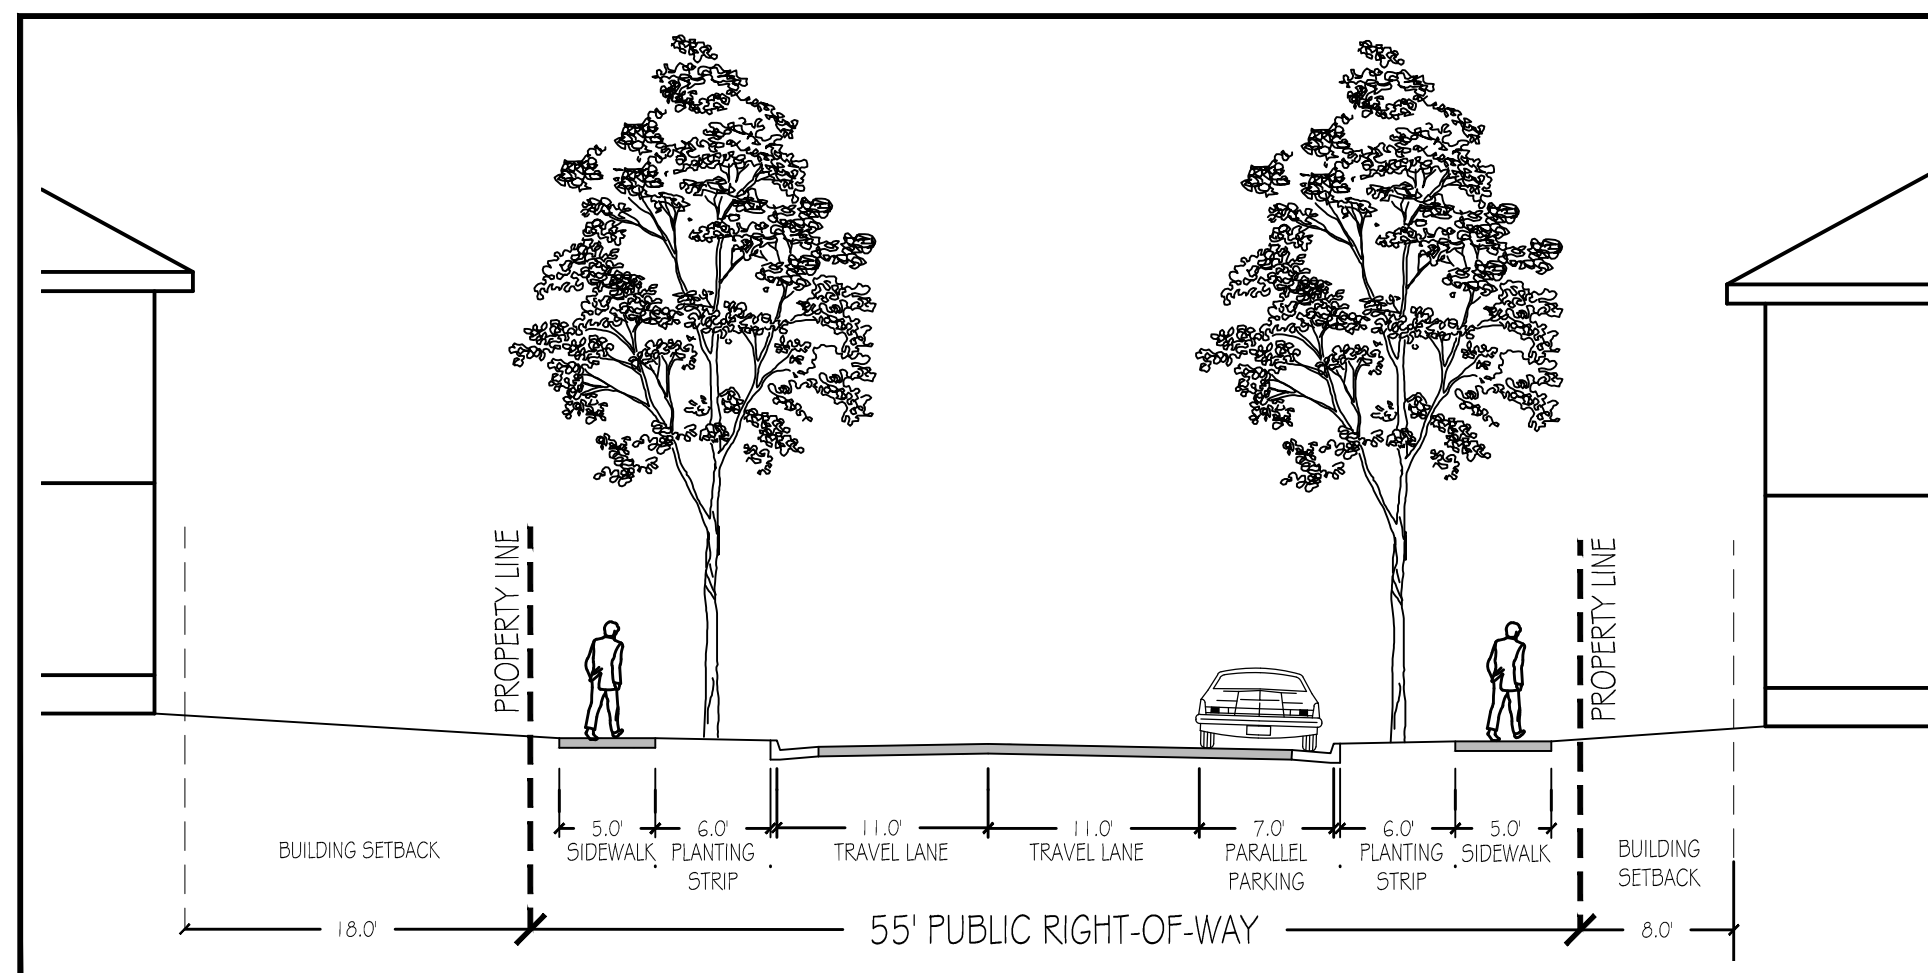 PROPERTY LINE
PROPERTY LINE
5.0' 6.0' 11.0' 11.0' 7.0' 6.0' 5.0'
BUILDING SETBACK
SIDEWALK
PLANTING
STRIP
TRAVEL LANE
TRAVEL LANE
PARALLEL
PARKING
PLANTING
STRIP
SIDEWALK
BUILDING
SETBACK
18.0'
55' PUBLIC RIGHT-OF-WAY
8.0'